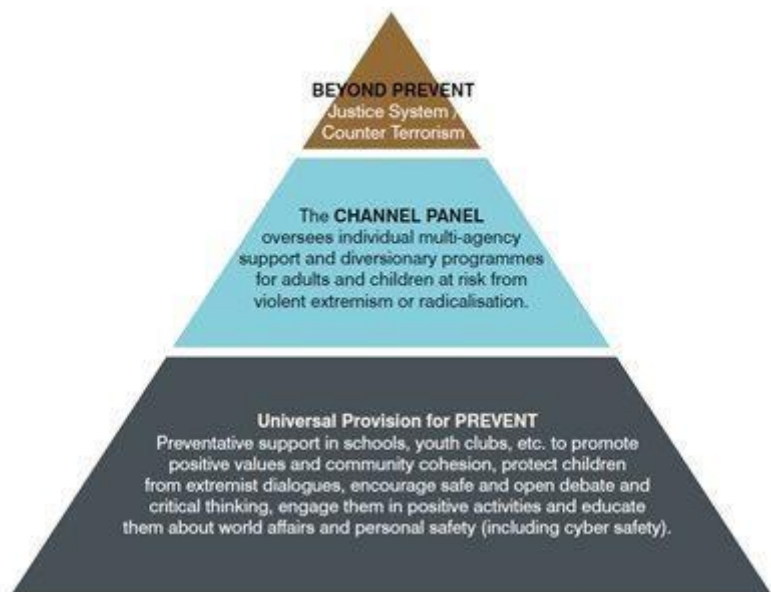 BEYOND PREVENT
Justice System /
Counter Terrorism
The CHANNEL PANEL
oversees individual multi-agency
support and diversionary programmes
for adults and children at risk from
violent extremism or radicalisation.
Universal Provision for PREVENT
Preventative support in schools, youth clubs, etc. to promote
positive values and community cohesion, protect children
from extremist dialogues, encourage safe and open debate and
critical thinking, engage them in positive activities and educate
them about world affairs and personal safety (including cyber safety).